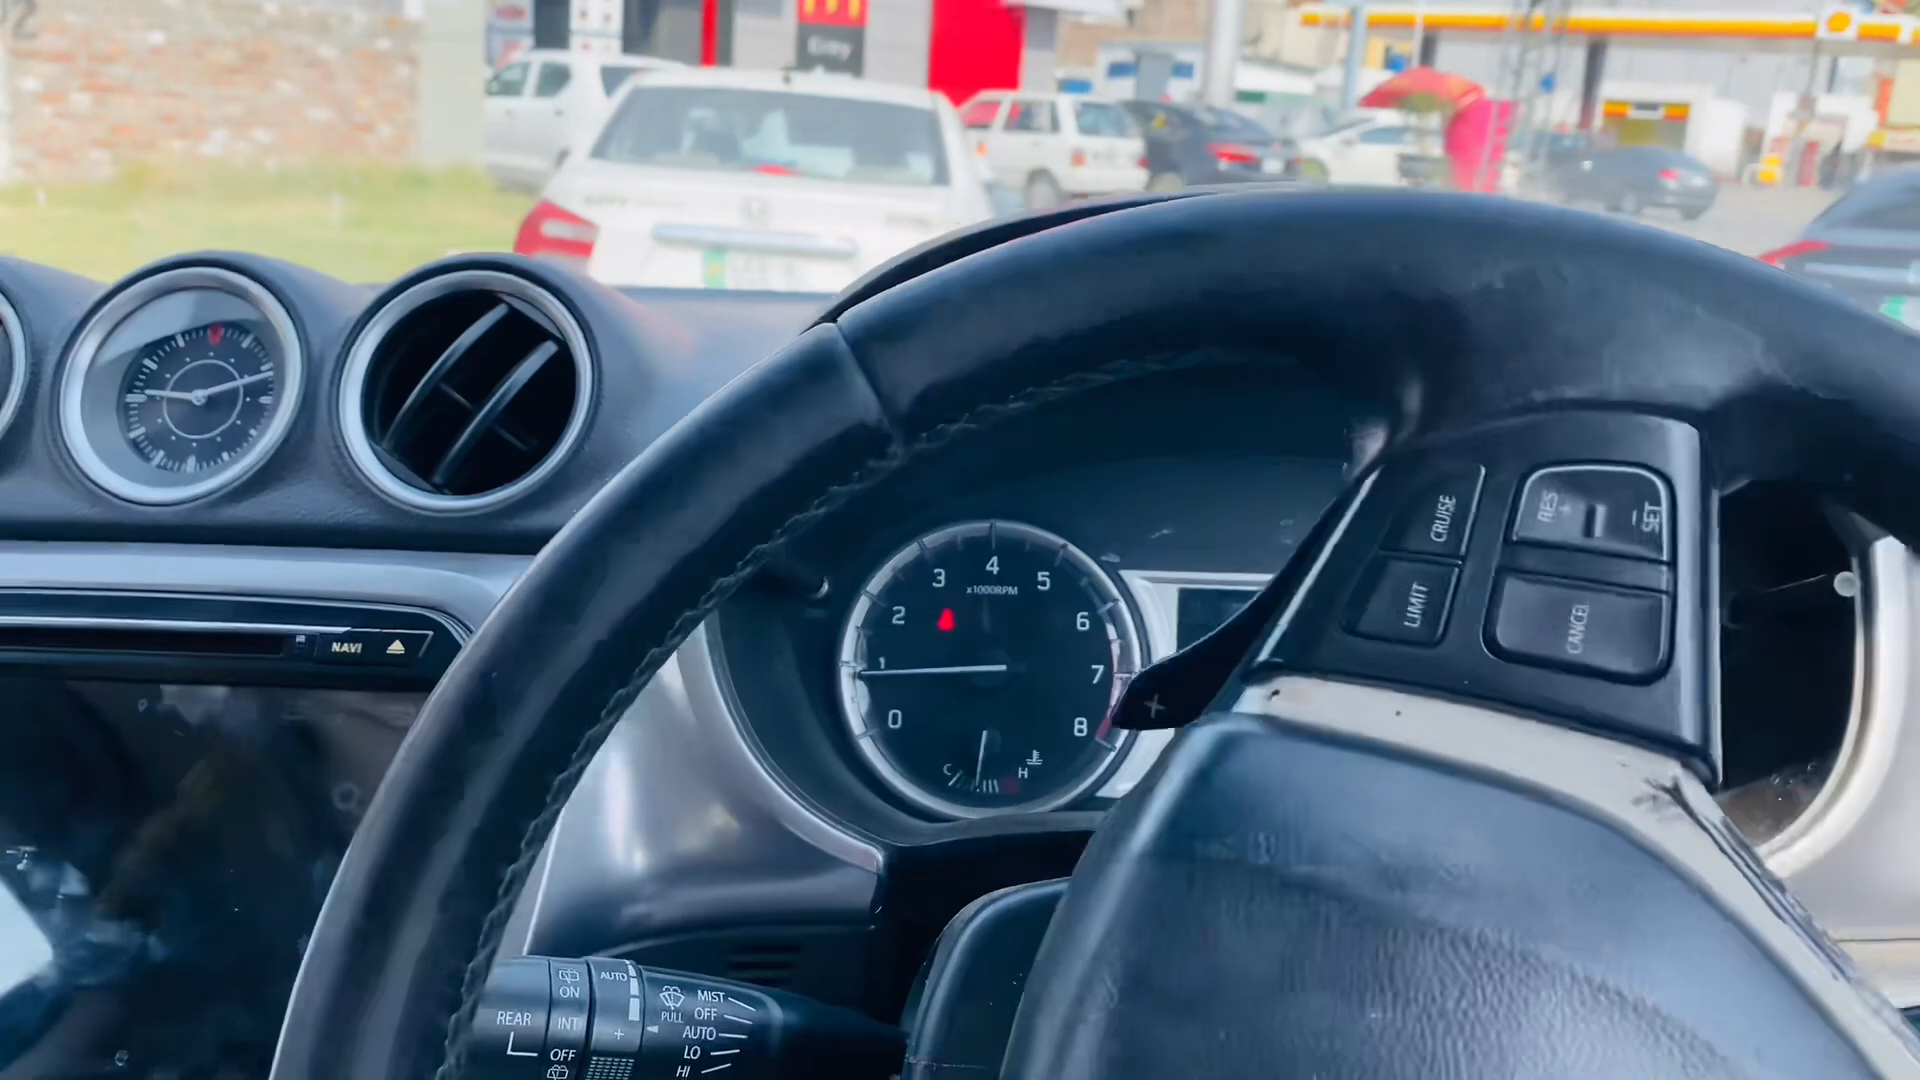 Entry
NAVI
4
3
5
x1000RPM
2
6
1
7
0
8
C
H
CRUISE
RES
+
SET
LIMIT
CANCEL
+
REAR
ON
INT
OFF
AUTO
+
PULL
MIST
OFF
AUTO
LO
HI